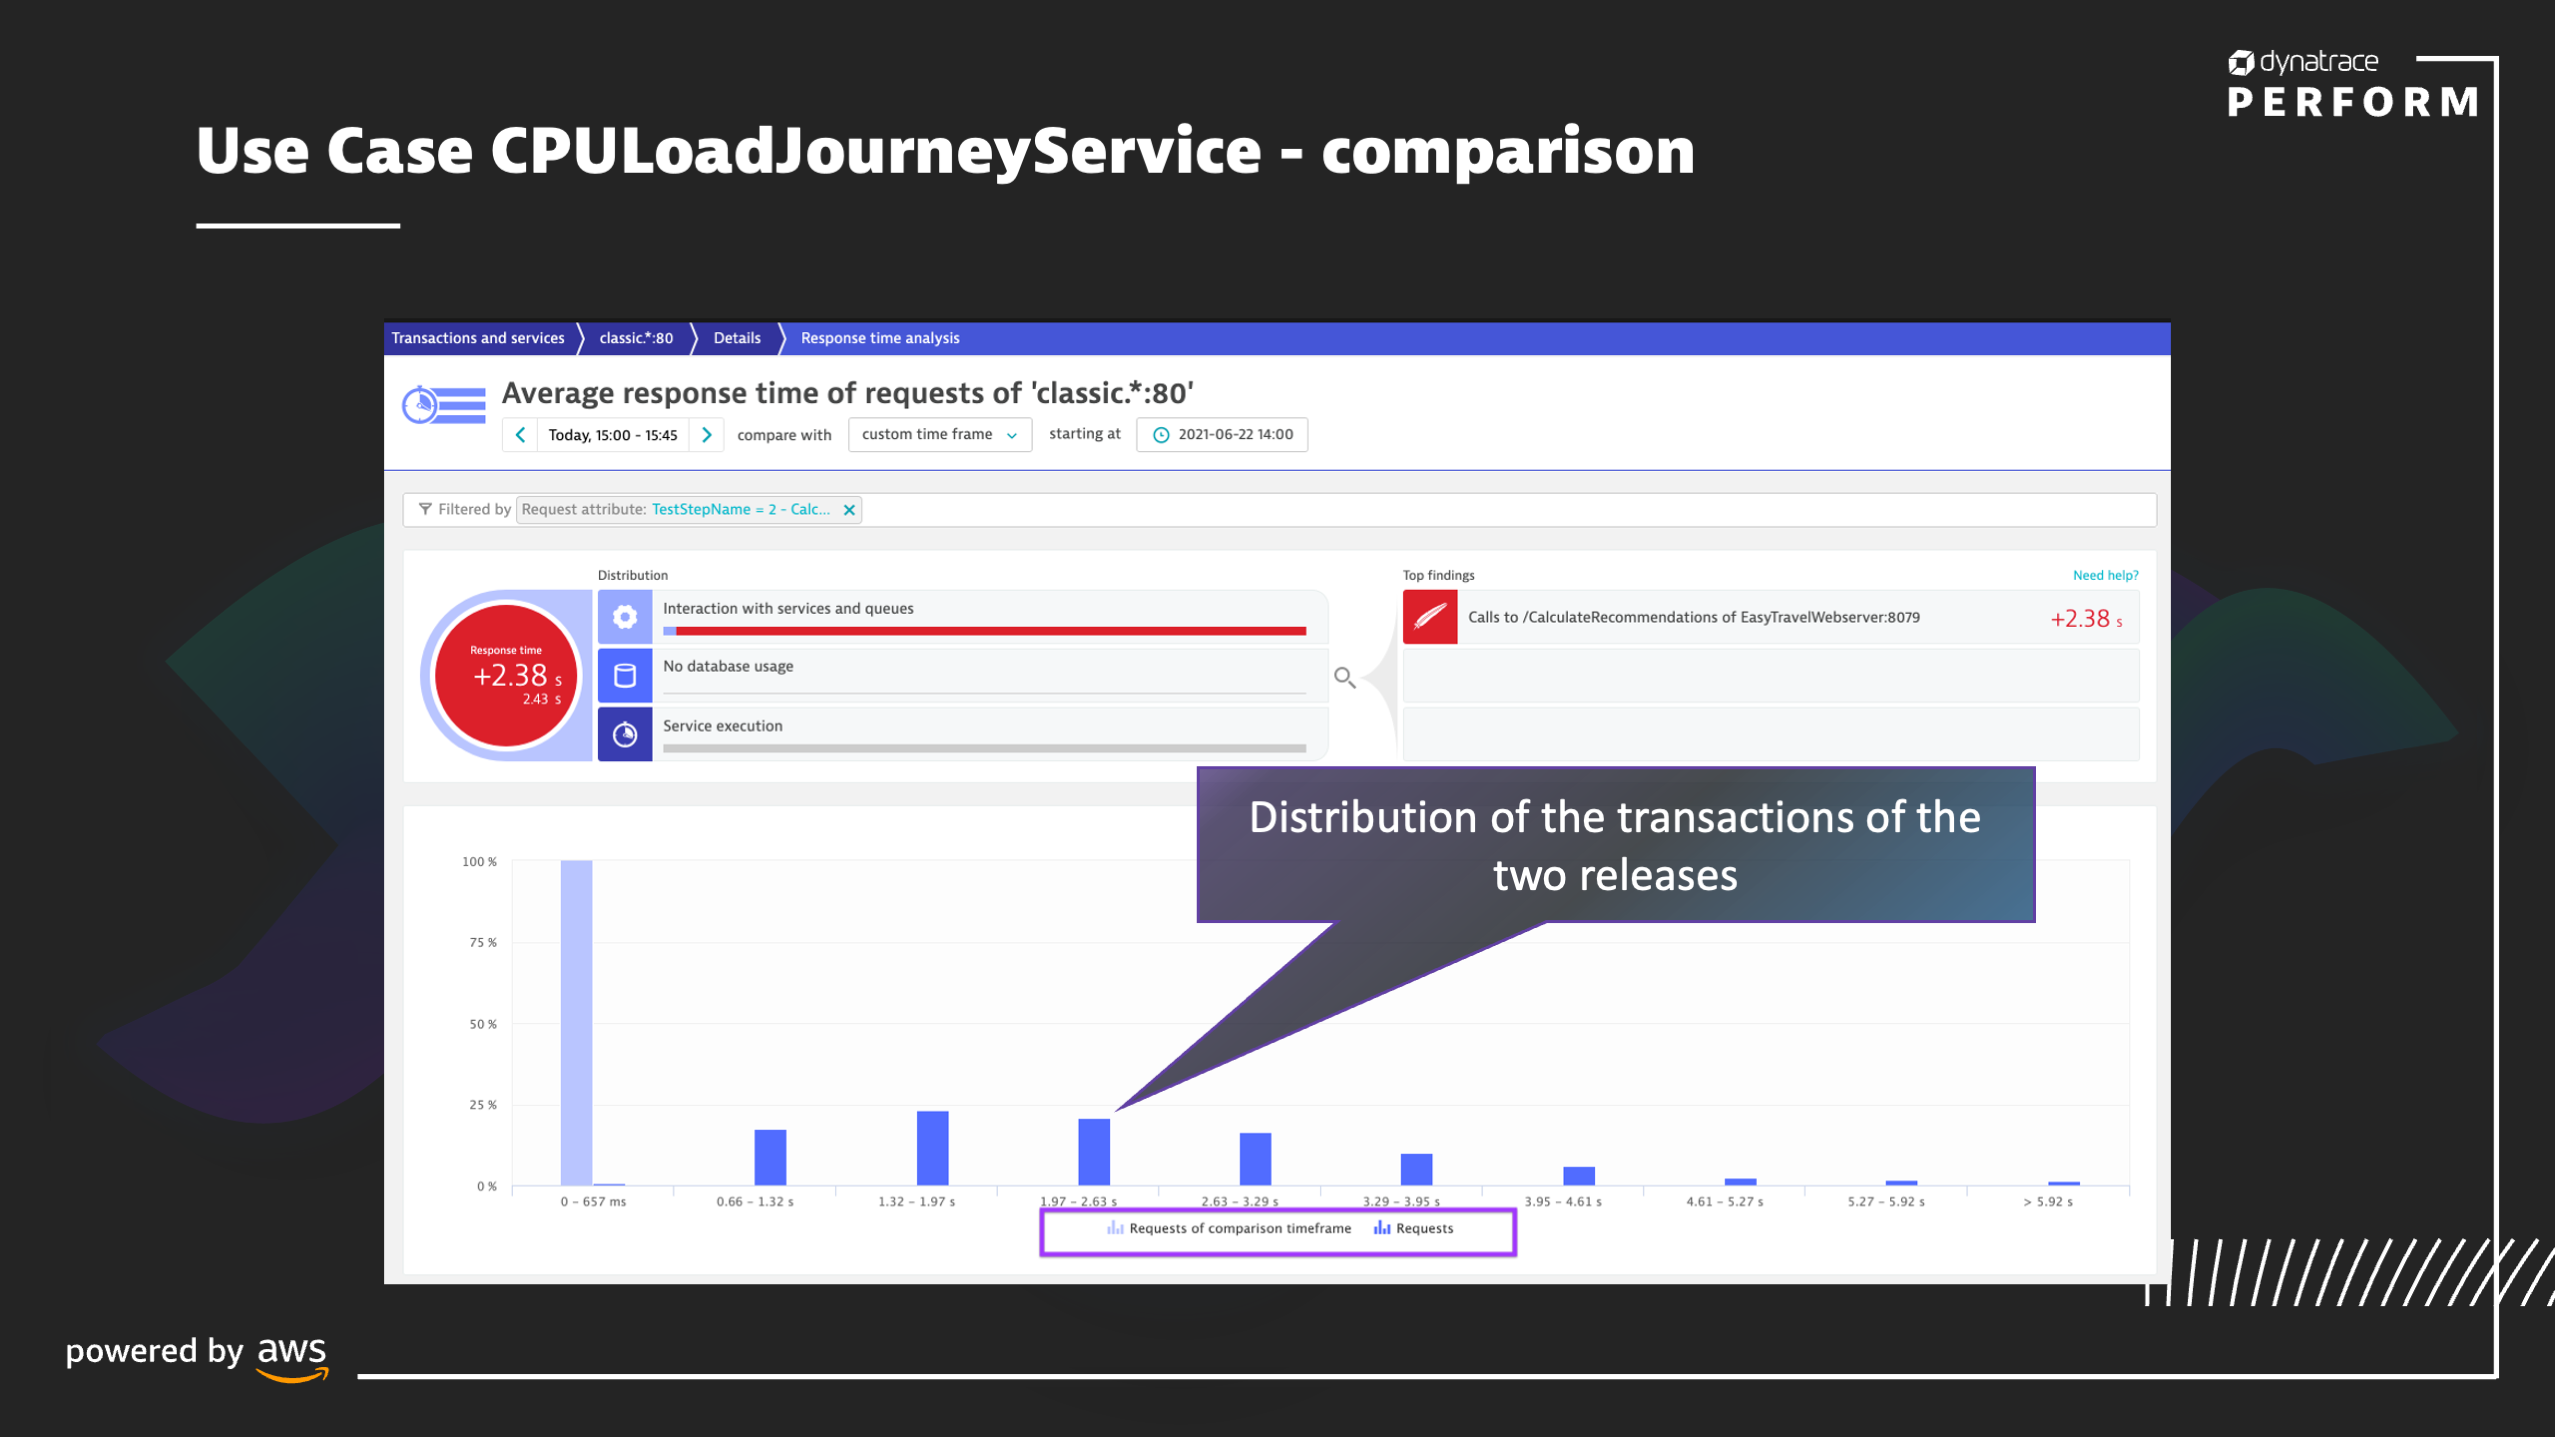 dynatrace
PERFORM
Use Case CPULoadJourneyService - comparison
Transactions and services
classic.*:80
Details
Response time analysis
Average response time of requests of 'classic.*:80'
Today, 15:00 - 15:45
compare with
custom time frame
starting at
2021-06-22 14:00
Filtered by
Request attribute: TestStepName = 2 - Calc...
Distribution
Top findings
Need help?
Response time
+2.38 s
2.43 s
Interaction with services and queues
No database usage
Service execution
Calls to /CalculateRecommendations of EasyTravelWebserver:8079
+2.38 s
Distribution of the transactions of the
two releases
100 %
75 %
50 %
25 %
0 %
0 - 657 ms
0.66 - 1.32 s
1.32 - 1.97 s
1.97 - 2.63 s
2.63 - 3.29 s
3.29 - 3.95 s
3.95 - 4.61 s
4.61 - 5.27 s
5.27 - 5.92 s
> 5.92 s
Requests of comparison timeframe
Requests
powered by aws